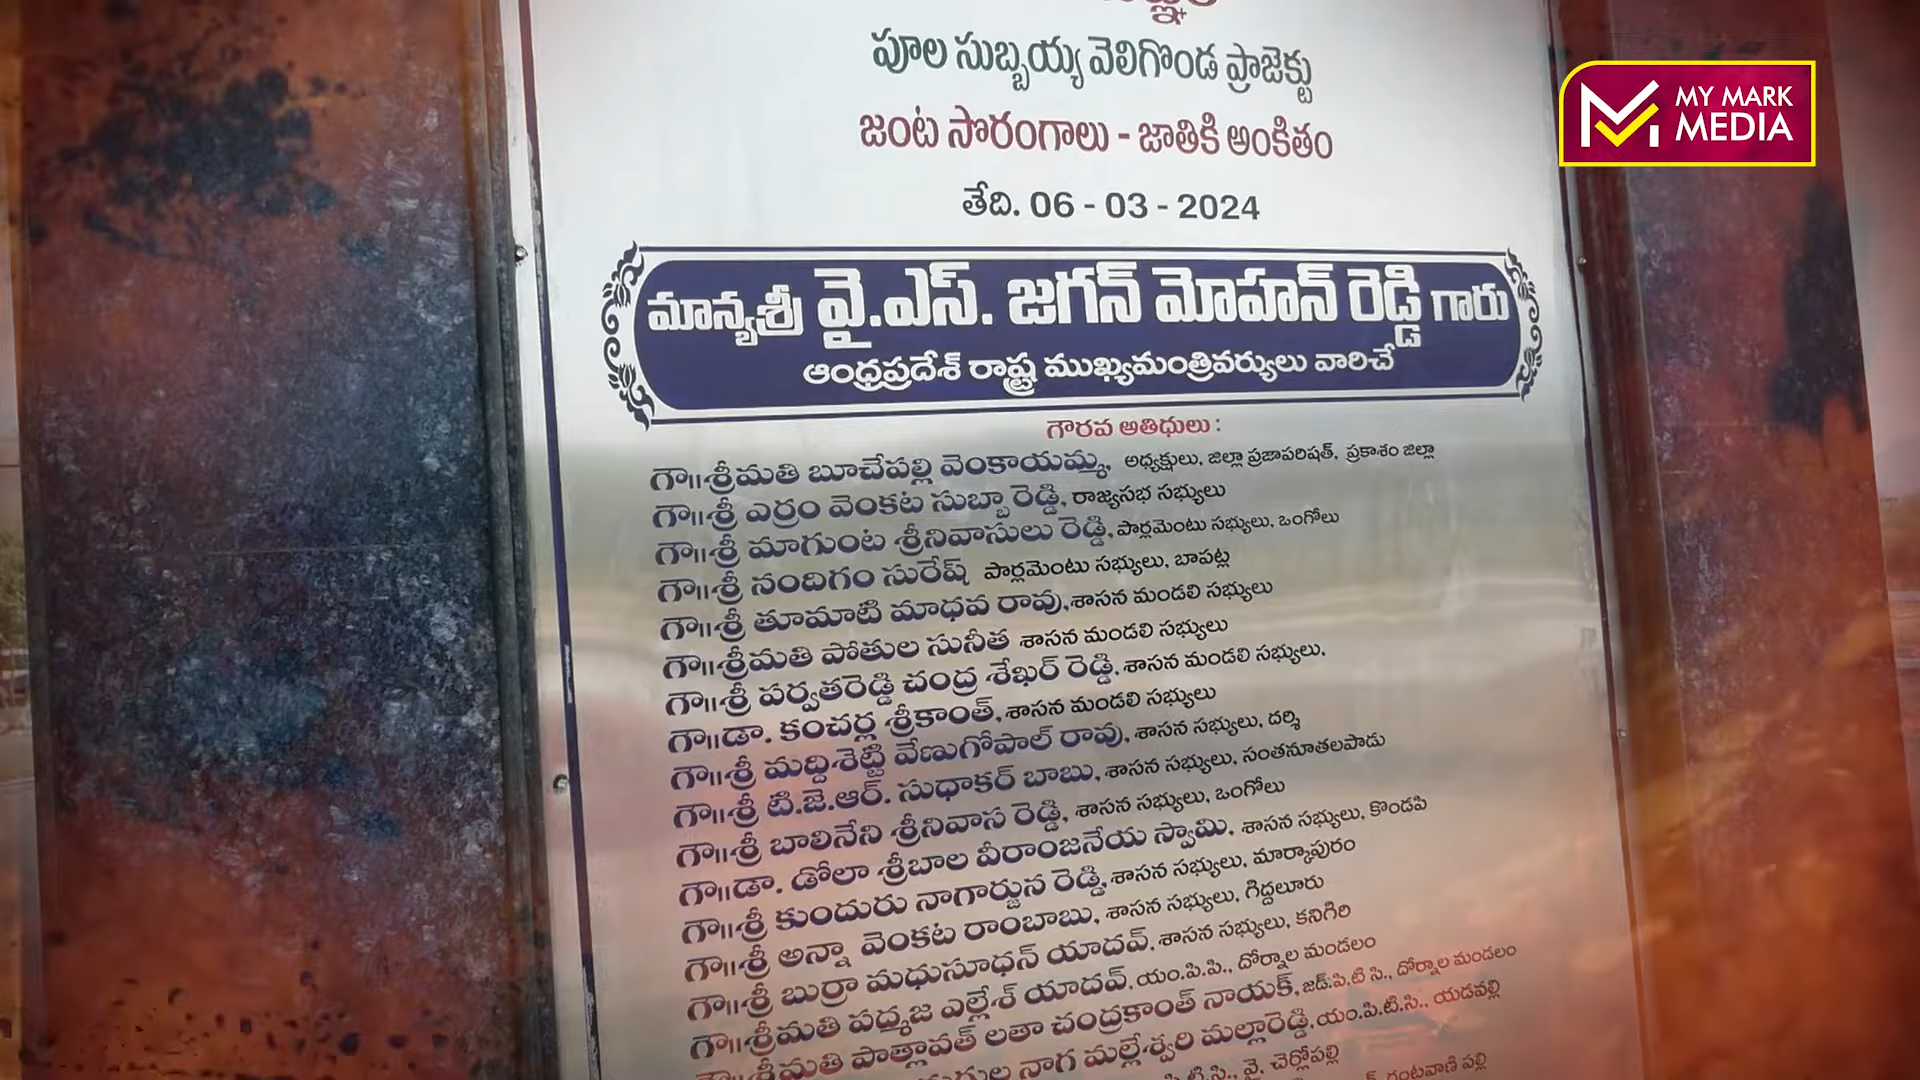 పూల సుబ్బయ్య వెలిగొండ ప్రాజెక్టు
జంట సొరంగాలు - జాతికి అంకితం
తేది. 06 - 03 - 2024
మాన్యశ్రీ వై.ఎస్. జగన్ మోహన్ రెడ్డి గారు
ఆంధ్రప్రదేశ్ రాష్ట్ర ముఖ్యమంత్రివర్యులు వారిచే
గౌరవ అతిథులు :
గౌ||శ్రీమతి బూచేపల్లి వెంకాయమ్మ, అధ్యక్షులు, జిల్లా ప్రజాపరిషత్, ప్రకాశం జిల్లా
గౌ||శ్రీ ఎర్రం వెంకట సుబ్బా రెడ్డి, రాజ్యసభ సభ్యులు
గౌ||శ్రీ మాగుంట శ్రీనివాసులు రెడ్డి, పార్లమెంటు సభ్యులు, ఒంగోలు
గౌ||శ్రీ నందిగం సురేష్ పార్లమెంటు సభ్యులు, బాపట్ల
గౌ||శ్రీ తూమాటి మాధవ రావు, శాసన మండలి సభ్యులు
గౌ||శ్రీమతి పోతుల సునీత శాసన మండలి సభ్యులు
గౌ||శ్రీ పర్వతరెడ్డి చంద్ర శేఖర్ రెడ్డి, శాసన మండలి సభ్యులు,
గౌ||డా. కంచర్ల శ్రీకాంత్, శాసన మండలి సభ్యులు
గౌ||శ్రీ మద్దిశెట్టి వేణుగోపాల్ రావు, శాసన సభ్యులు, దర్శి
గౌ||శ్రీ టి.జె.ఆర్. సుధాకర్ బాబు, శాసన సభ్యులు, సంతనూతలపాడు
గౌ||శ్రీ బాలినేని శ్రీనివాస రెడ్డి, శాసన సభ్యులు, ఒంగోలు
గౌ||డా. డోలా శ్రీబాల వీరాంజనేయ స్వామి, శాసన సభ్యులు, కొండపి
గౌ||శ్రీ కుందురు నాగార్జున రెడ్డి, శాసన సభ్యులు, మార్కాపురం
గౌ||శ్రీ అన్నా వెంకట రాంబాబు, శాసన సభ్యులు, గిద్దలూరు
గౌ||శ్రీ బుర్రా మధుసూధన్ యాదవ్, శాసన సభ్యులు, కనిగిరి
గౌ||శ్రీమతి పద్మజ ఎల్లేశ్ యాదవ్, యం.పి.పి., దోర్నాల మండలం
గౌ||శ్రీమతి పాత్లావత్ లతా చంద్రకాంత్ నాయక్, జడ్.పి.టి సి., దోర్నాల మండలం
నాగ మల్లేశ్వరి మల్లారెడ్డి, యం.పి.టి.సి., యడవల్లి
పి.టి.సి., వై. చెర్లోపల్లి
MY MARK
MEDIA